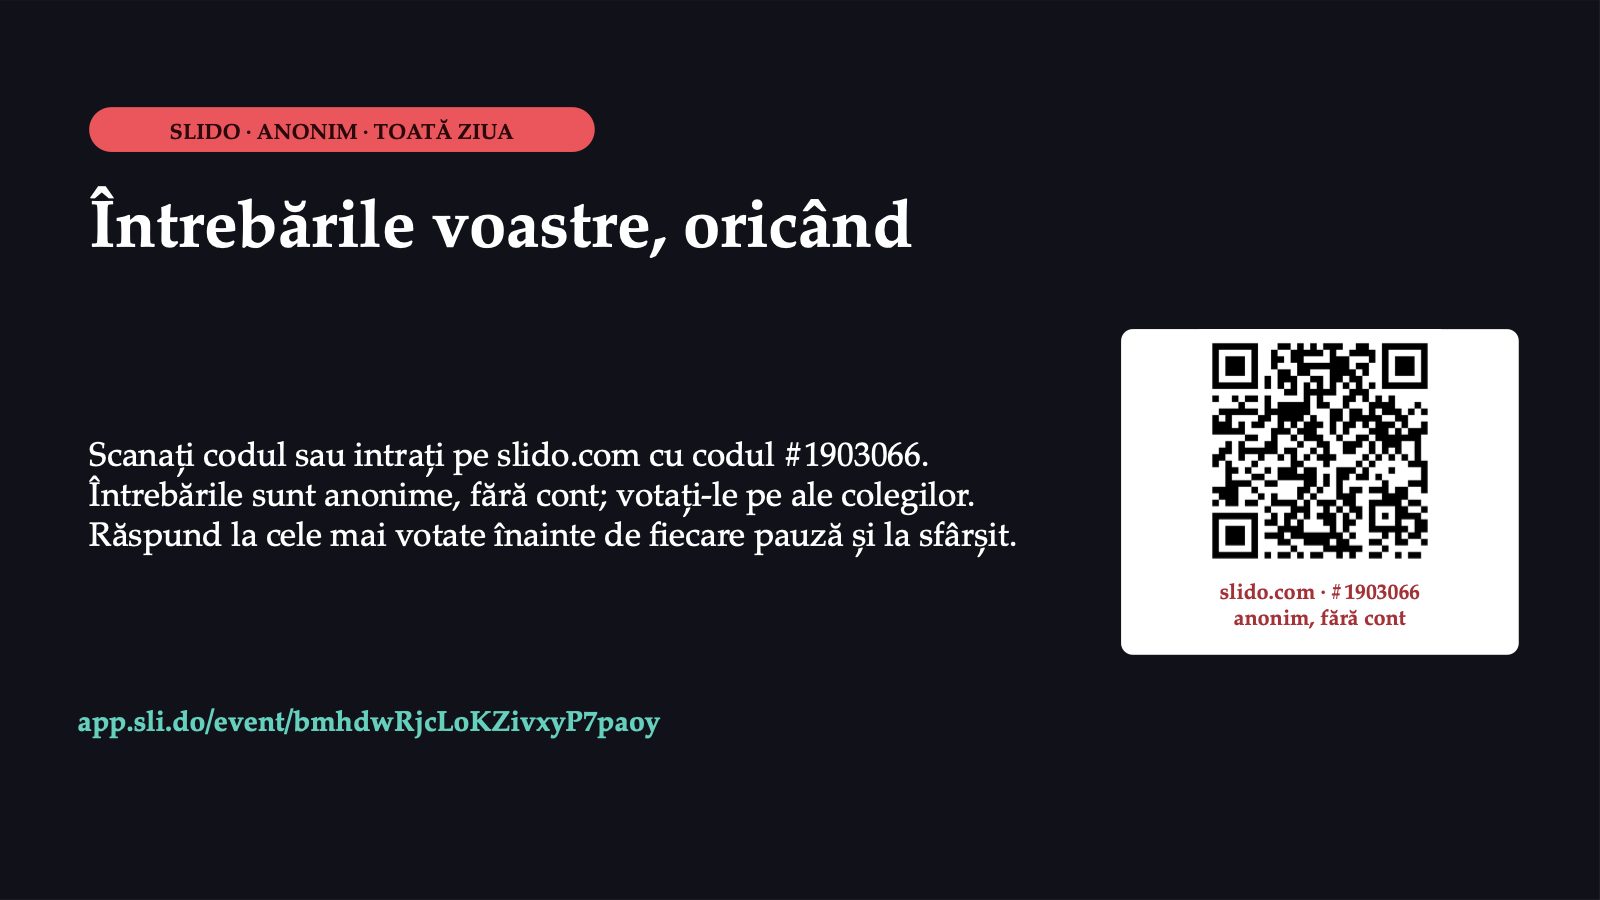 SLIDO · ANONIM · TOATĂ ZIUA
Întrebările voastre, oricând
Scanați codul sau intrați pe slido.com cu codul #1903066.
Întrebările sunt anonime, fără cont; votați-le pe ale colegilor.
Răspund la cele mai votate înainte de fiecare pauză și la sfârșit.
slido.com · #1903066
anonim, fără cont
app.sli.do/event/bmhdwRjcLoKZivxyP7paoy